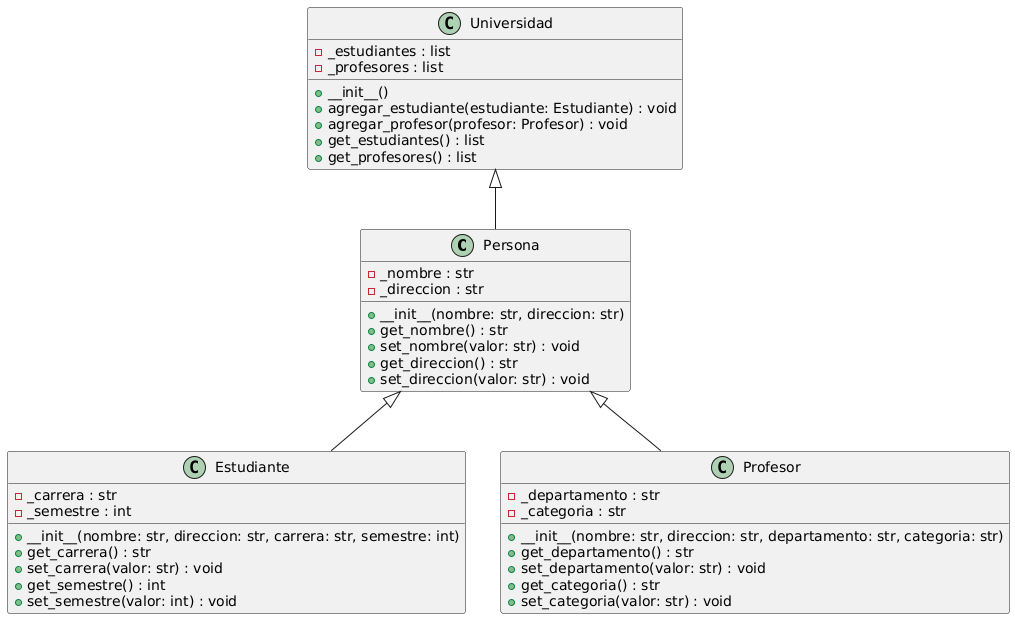 C Universidad
_estudiantes : list
_profesores : list
__init__()
agregar_estudiante(estudiante: Estudiante) : void
agregar_profesor(profesor: Profesor) : void
get_estudiantes() : list
get_profesores() : list
C Persona
_nombre : str
_direccion : str
__init__(nombre: str, direccion: str)
get_nombre() : str
set_nombre(valor: str) : void
get_direccion() : str
set_direccion(valor: str) : void
C Estudiante
_carrera : str
_semestre : int
__init__(nombre: str, direccion: str, carrera: str, semestre: int)
get_carrera() : str
set_carrera(valor: str) : void
get_semestre() : int
set_semestre(valor: int) : void
C Profesor
_departamento : str
_categoria : str
__init__(nombre: str, direccion: str, departamento: str, categoria: str)
get_departamento() : str
set_departamento(valor: str) : void
get_categoria() : str
set_categoria(valor: str) : void